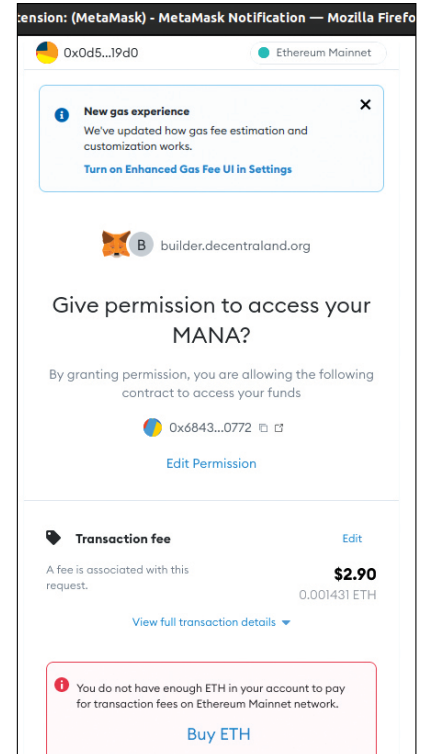 tension: (MetaMask) - MetaMask Notification — Mozilla Firefo
0x0d5...19d0
Ethereum Mainnet
New gas experience
We've updated how gas fee estimation and
customization works.
Turn on Enhanced Gas Fee UI in Settings
B
builder.decentraland.org
Give permission to access your
MANA?
By granting permission, you are allowing the following
contract to access your funds
0x6843...0772
Edit Permission
Transaction fee
Edit
A fee is associated with this
request.
$2.90
0.001431 ETH
View full transaction details
You do not have enough ETH in your account to pay
for transaction fees on Ethereum Mainnet network.
Buy ETH